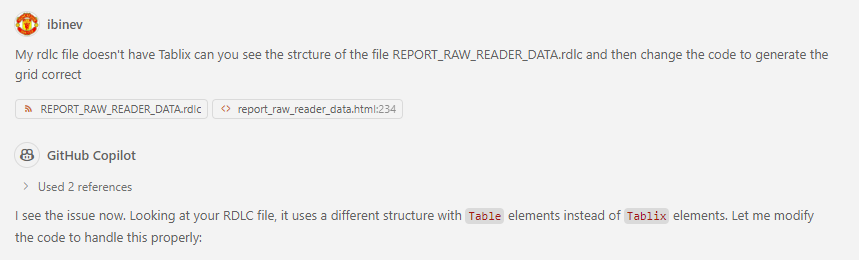 ibinev
My rdlc file doesn't have Tablix can you see the strcture of the file REPORT_RAW_READER_DATA.rdlc and then change the code to generate the
grid correct
REPORT_RAW_READER_DATA.rdlc <> report_raw_reader_data.html:234
GitHub Copilot
> Used 2 references
I see the issue now. Looking at your RDLC file, it uses a different structure with Table elements instead of Tablix elements. Let me modify
the code to handle this properly: